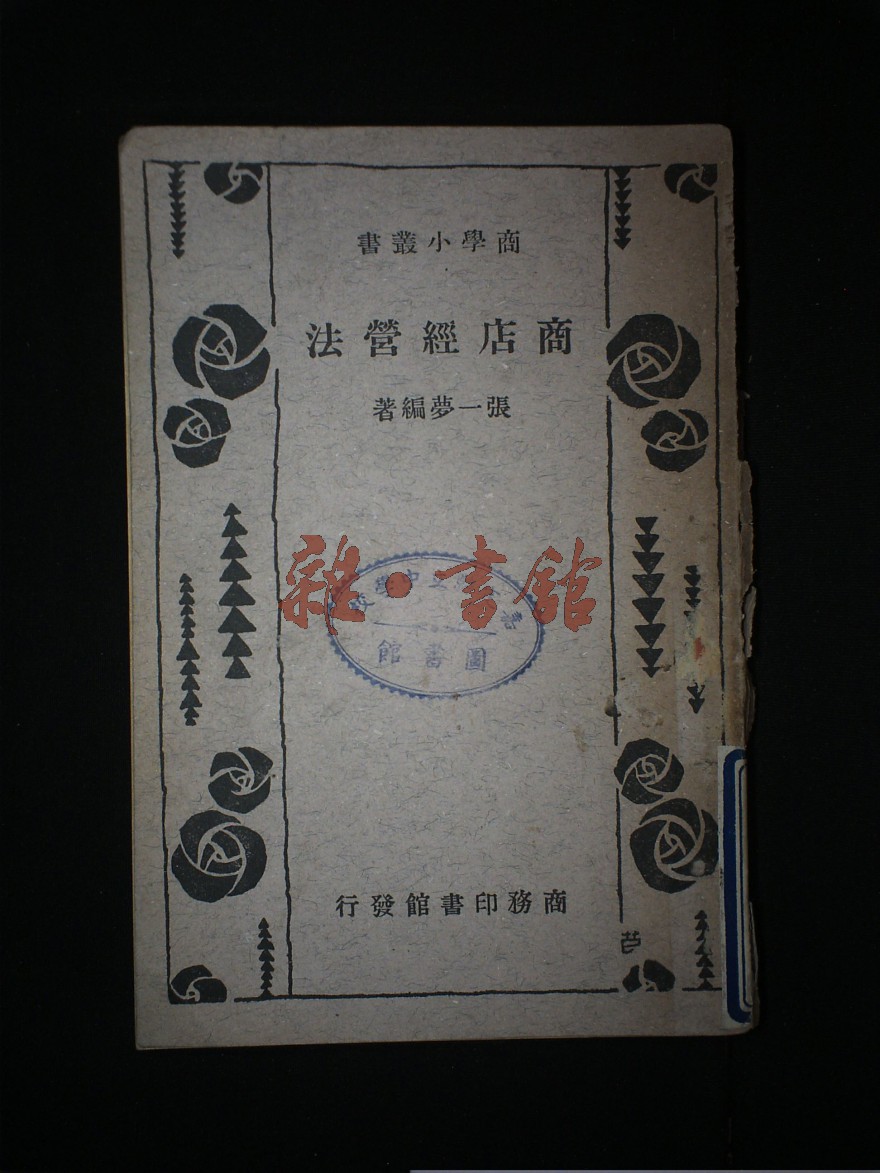 商學小叢書
商店經營法
張一夢編著
雜·書館
圖書館
商務印書館發行